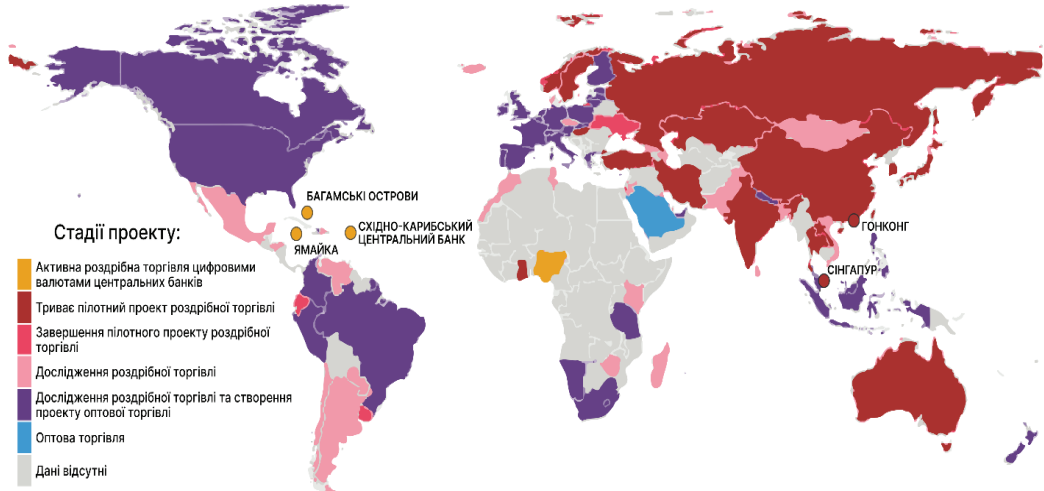 БАГАМСЬКІ ОСТРОВИ
СХІДНО-КАРИБСЬКИЙ
ЦЕНТРАЛЬНИЙ БАНК
ЯМАЙКА
ГОНКОНГ
СІНГАПУР
Стадії проекту:
Активна роздрібна торгівля цифровими
валютами центральних банків
Триває пілотний проект роздрібної торгівлі
Завершення пілотного проекту роздрібної
торгівлі
Дослідження роздрібної торгівлі
Дослідження роздрібної торгівлі та створення
проекту оптової торгівлі
Оптова торгівля
Дані відсутні